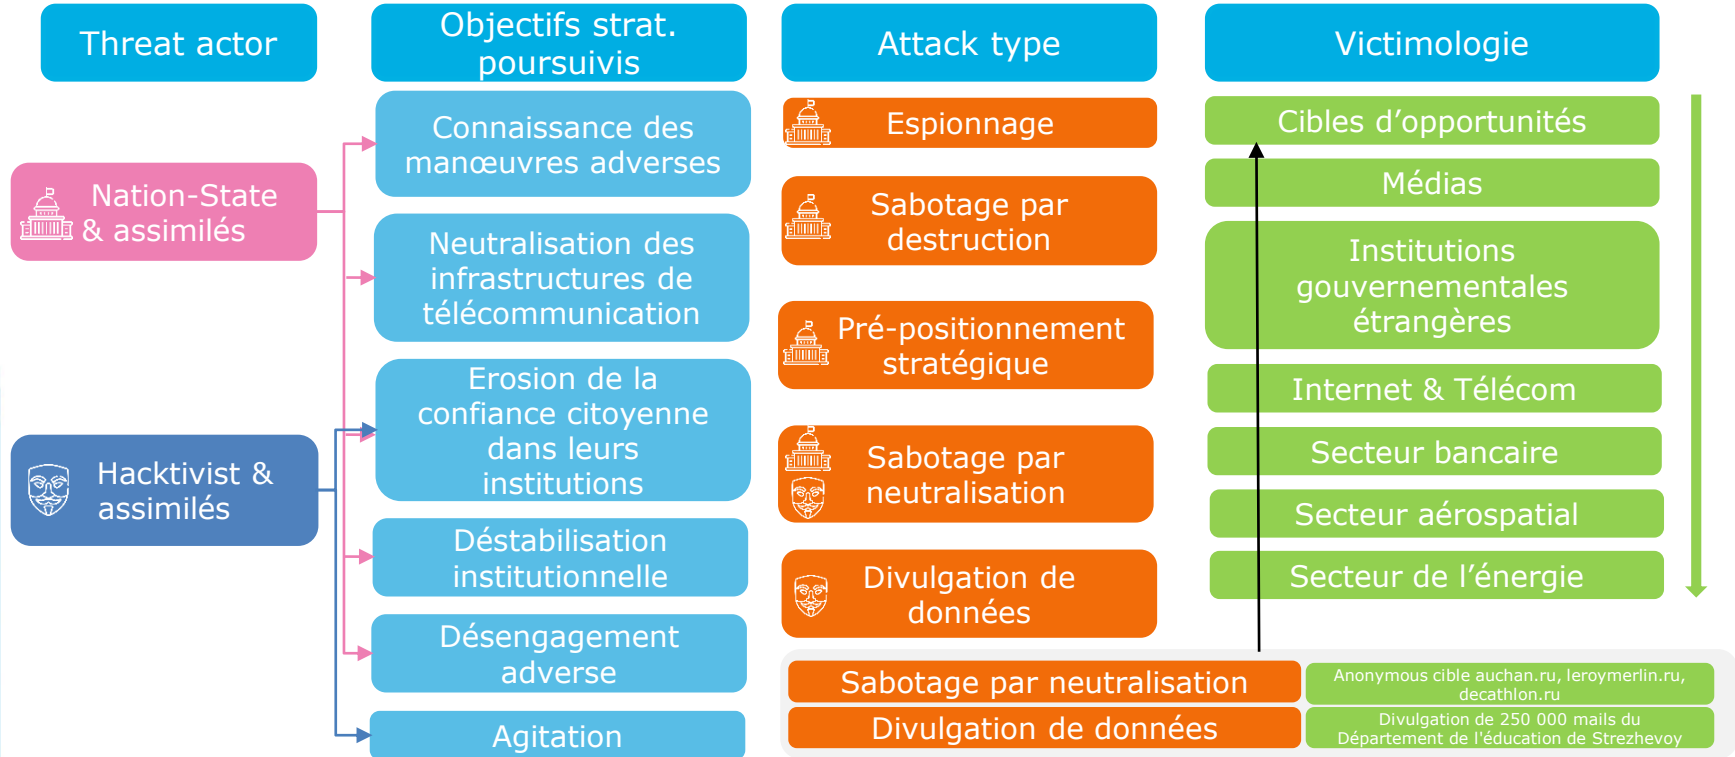 Threat actor
Objectifs strat.
poursuivis
Attack type
Victimologie
Nation-State
& assimilés
Hacktivist &
assimilés
Connaissance des
manœuvres adverses
Neutralisation des
infrastructures de
télécommunication
Erosion de la
confiance citoyenne
dans leurs
institutions
Déstabilisation
institutionnelle
Désengagement
adverse
Agitation
Espionnage
Sabotage par
destruction
Pré-positionnement
stratégique
Sabotage par
neutralisation
Divulgation de
données
Cibles d’opportunités
Médias
Institutions
gouvernementales
étrangères
Internet & Télécom
Secteur bancaire
Secteur aérospatial
Secteur de l’énergie
Sabotage par neutralisation
Anonymous cible auchan.ru, leroymerlin.ru,
decathlon.ru
Divulgation de données
Divulgation de 250 000 mails du
Département de l'éducation de Strezhevoy